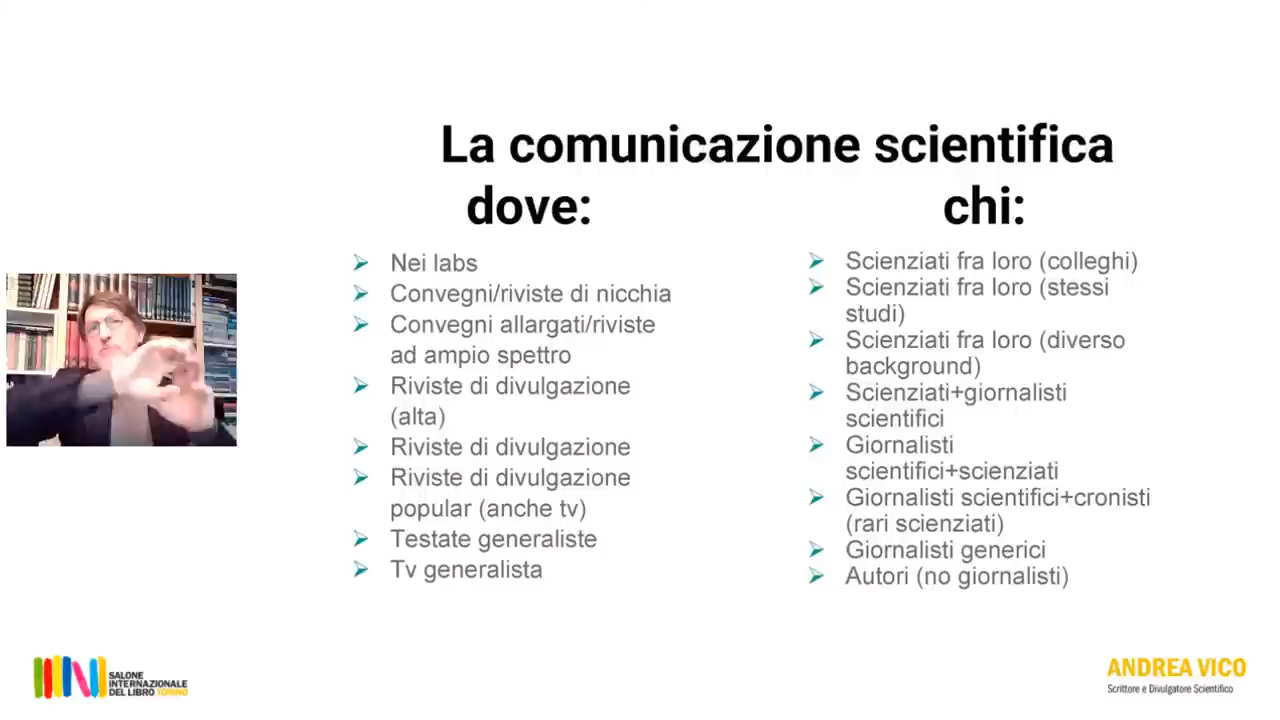 La comunicazione scientifica
dove:
chi:
Nei labs
Convegni/riviste di nicchia
Convegni allargati/riviste
ad ampio spettro
Riviste di divulgazione
(alta)
Riviste di divulgazione
Riviste di divulgazione
popular (anche tv)
Testate generaliste
Tv generalista
Scienziati fra loro (colleghi)
Scienziati fra loro (stessi
studi)
Scienziati fra loro (diverso
background)
Scienziati+giornalisti
scientifici
Giornalisti
scientifici+scienziati
Giornalisti scientifici+cronisti
(rari scienziati)
Giornalisti generici
Autori (no giornalisti)
SALONE
INTERNAZIONALE
DEL LIBRO TORINO
ANDREA VICO
Scrittore e Divulgatore Scientifico